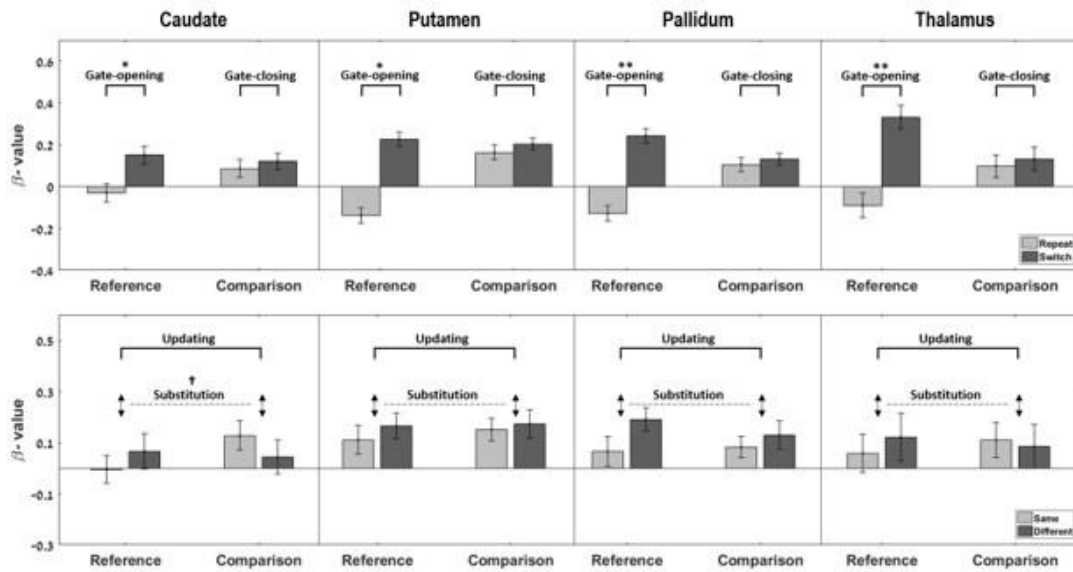 Caudate Putamen Pallidum Thalamus
0.6
* * ** **
Gate-opening Gate-closing Gate-opening Gate-closing Gate-opening Gate-closing Gate-opening Gate-closing
0.4
0.2
β- value
0
-0.2
Repeat
Switch
-0.4
Reference Comparison Reference Comparison Reference Comparison Reference Comparison
0.5
Updating Updating Updating Updating
0.3
†
Substitution Substitution Substitution Substitution
β- value
0.1
-0.1
Same
Different
-0.3
Reference Comparison Reference Comparison Reference Comparison Reference Comparison